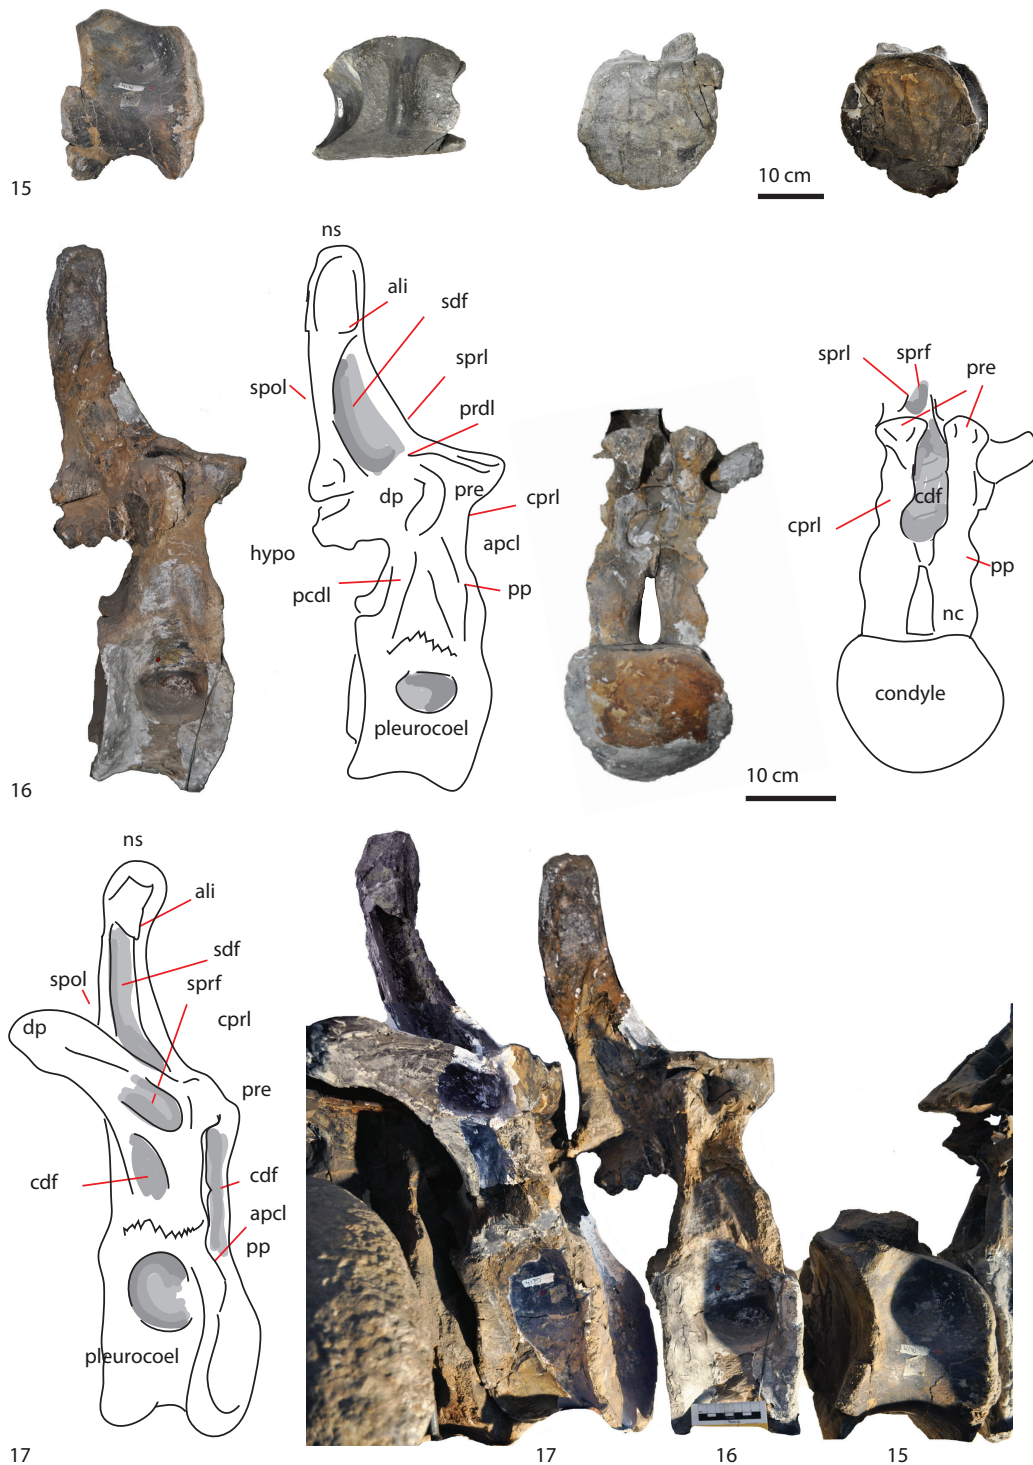 15
10 cm
ns
ali
sdf
spol
sprl
prdl
dp
pre
cprl
hypo
apcl
pcdl
pp
pleurocoel
sprl
sprf
pre
cdf
cprl
pp
nc
condyle
10 cm
16
ns
ali
sdf
spol
sprf
dp
cprl
pre
cdf
cdf
apcl
pp
pleurocoel
17
17
16
15